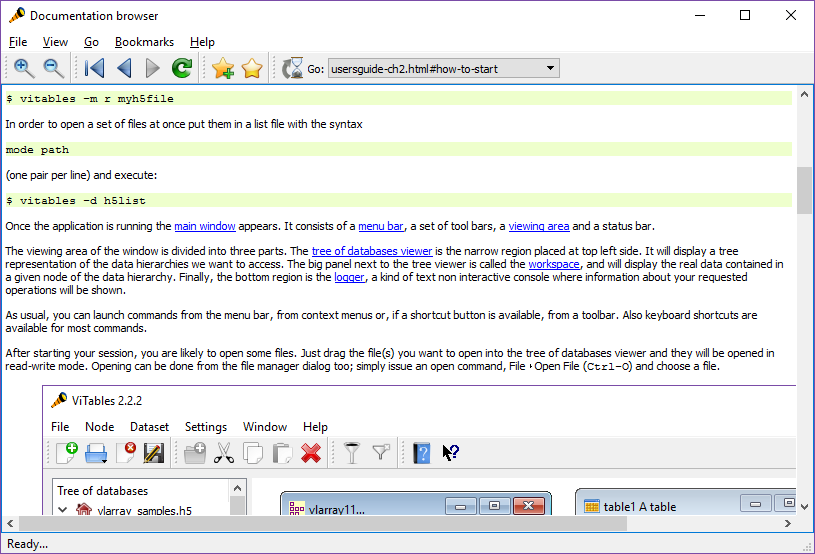 Documentation browser
File View Go Bookmarks Help
Go: usersguide-ch2.html#how-to-start
$ vitables -m r myh5file
In order to open a set of files at once put them in a list file with the syntax
mode path
(one pair per line) and execute:
$ vitables -d h5list
Once the application is running the main window appears. It consists of a menu bar, a set of tool bars, a viewing area and a status bar.
The viewing area of the window is divided into three parts. The tree of databases viewer is the narrow region placed at top left side. It will display a tree
representation of the data hierarchies we want to access. The big panel next to the tree viewer is called the workspace, and will display the real data contained in
a given node of the data hierarchy. Finally, the bottom region is the logger, a kind of text non interactive console where information about your requested
operations will be shown.
As usual, you can launch commands from the menu bar, from context menus or, if a shortcut button is available, from a toolbar. Also keyboard shortcuts are
available for most commands.
After starting your session, you are likely to open some files. Just drag the file(s) you want to open into the tree of databases viewer and they will be opened in
read-write mode. Opening can be done from the file manager dialog too; simply issue an open command, File ‣ Open File (Ctrl-O) and choose a file.
ViTables 2.2.2
File Node Dataset Settings Window Help
Tree of databases
vlarray_samples.h5
vlarray11...
table1 A table
Ready...